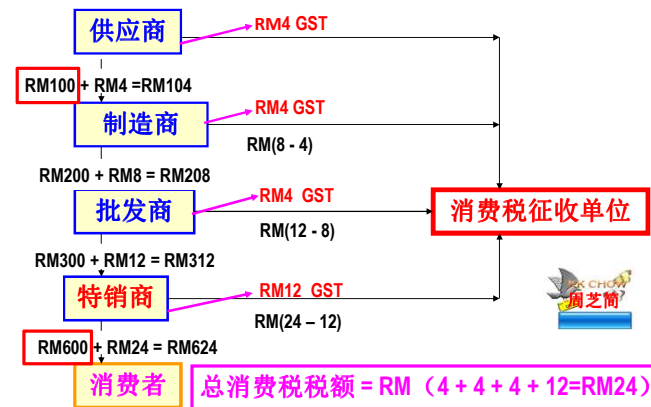 供应商
RM4 GST
RM100 + RM4 =RM104
制造商
RM4 GST
RM(8 - 4)
RM200 + RM8 = RM208
批发商
RM4 GST
消费税征收单位
RM(12 - 8)
RM300 + RM12 = RM312
特销商
RM12 GST
RM(24 – 12)
CHOW
周芝简
RM600 + RM24 = RM624
消费者
总消费税税额 = RM（4 + 4 + 4 + 12=RM24）